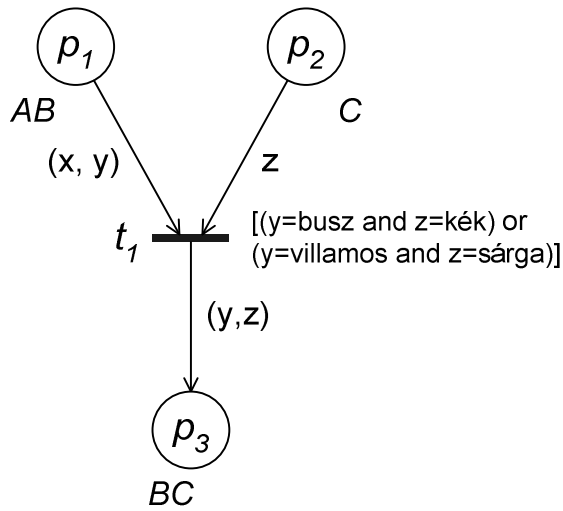 p1
p2
AB
C
(x, y)
z
t1
[(y=busz and z=kék) or
(y=villamos and z=sárga)]
(y,z)
p3
BC